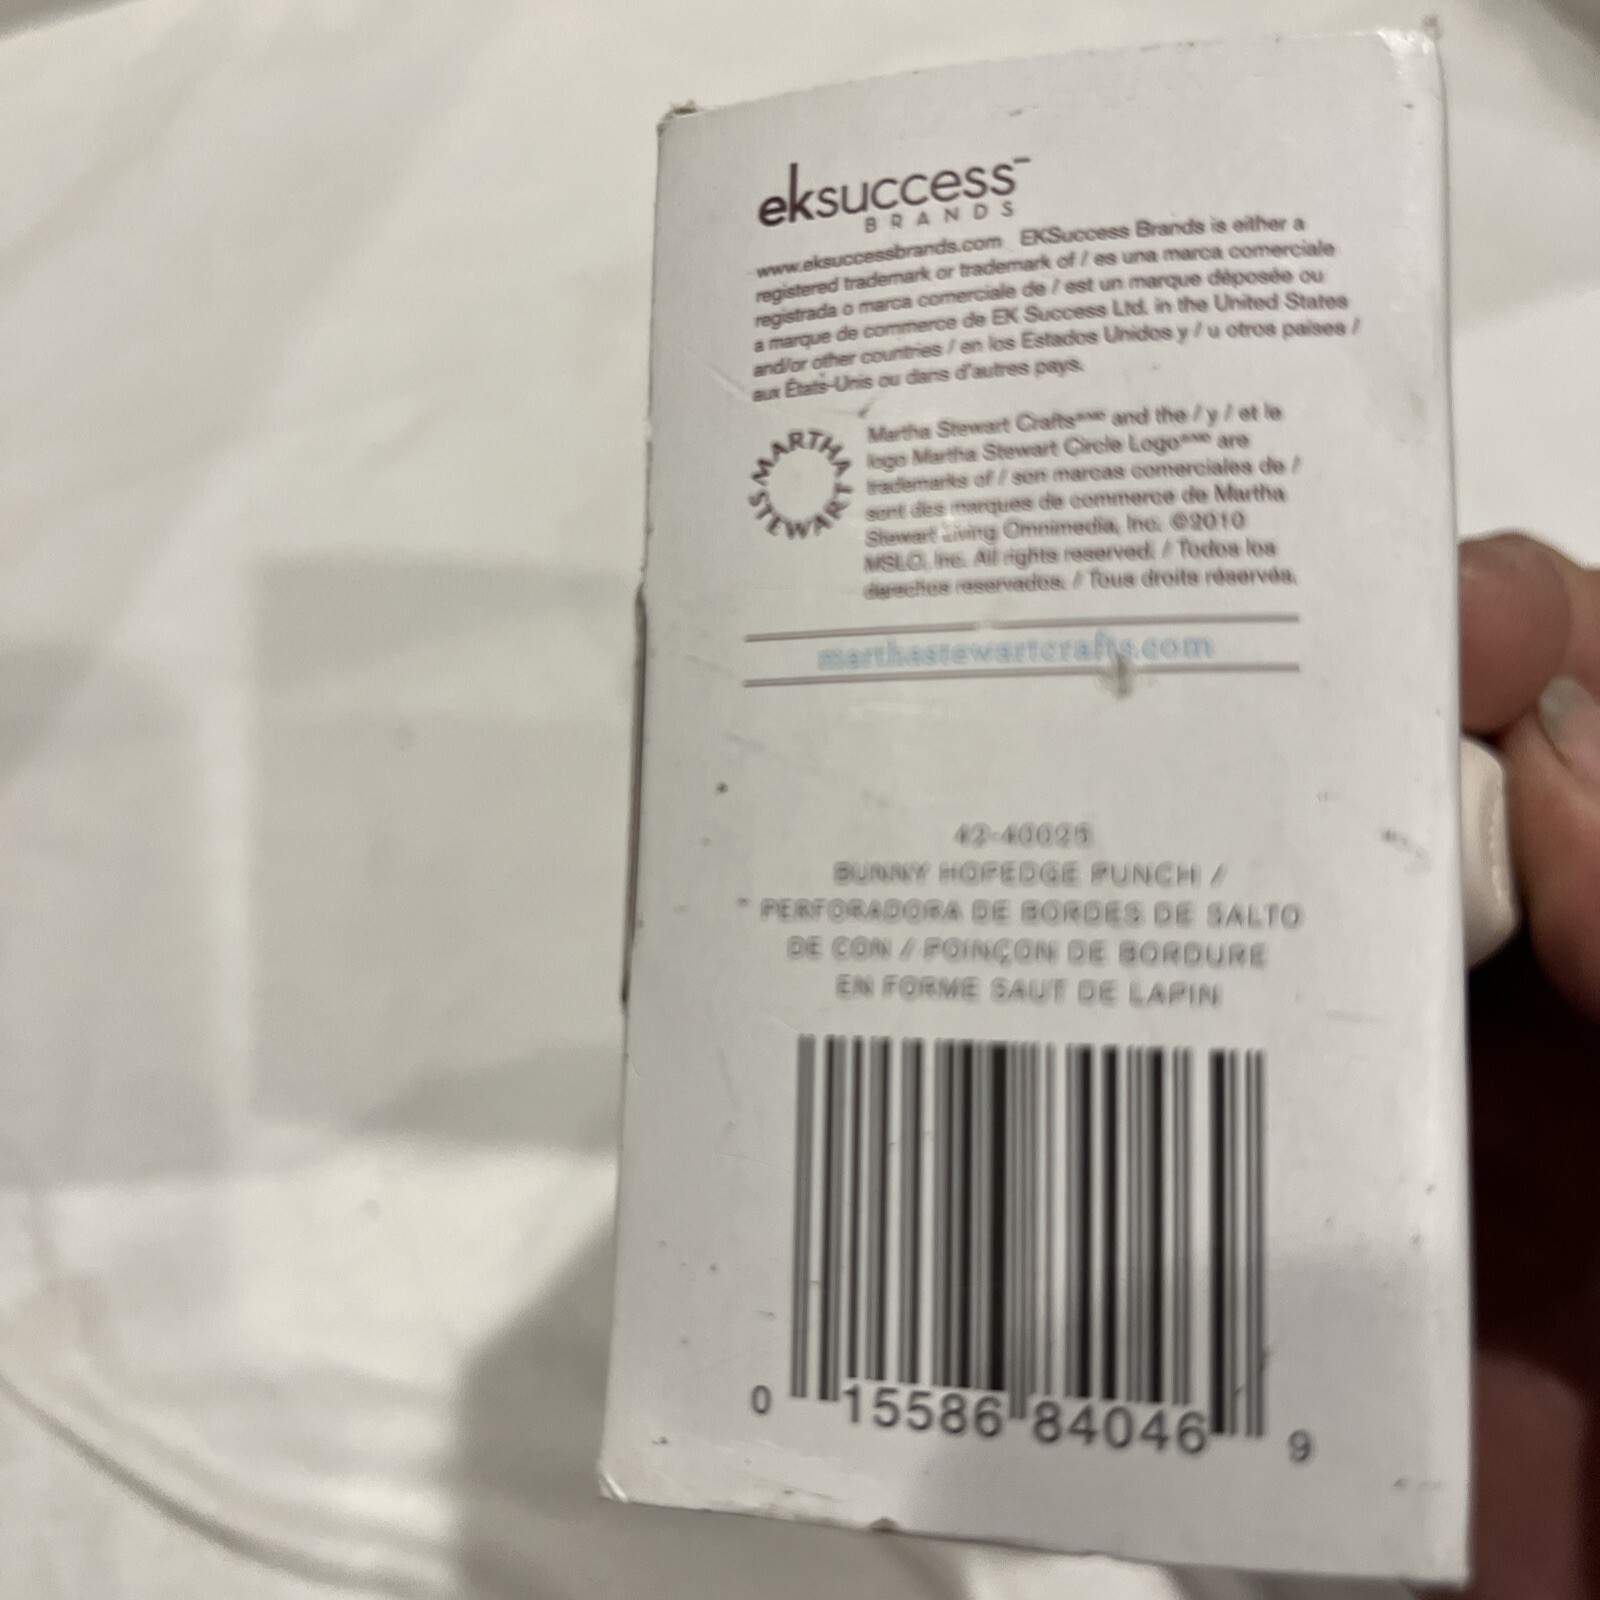 eksuccess™
BRANDS
www.eksuccessbrands.com EKSuccess Brands is either a
registered trademark or trademark of / es una marca comerciale
registrada o marca comerciale de / est un marque déposée ou
a marque de commerce de EK Success Ltd. in the United States
and/or other countries / en los Estados Unidos y / u otros paises /
aux États-Unis ou dans d'autres pays.
MARTHA STEWART
Martha Stewart Crafts and the / y / et le
logo Martha Stewart Circle Logo are
trademarks of / son marcas comerciales de /
sont des marques de commerce de Martha
Stewart Living Omnimedia, Inc. ©2010
MSLO, Inc. All rights reserved. / Todos los
derechos reservados. / Tous droits réservés.
marthastewartcrafts.com
42-40025
BUNNY HOPEDGE PUNCH /
PERFORADORA DE BORDES DE SALTO
DE CON / POINÇON DE BORDURE
EN FORME SAUT DE LAPIN
0 15586 84046 9